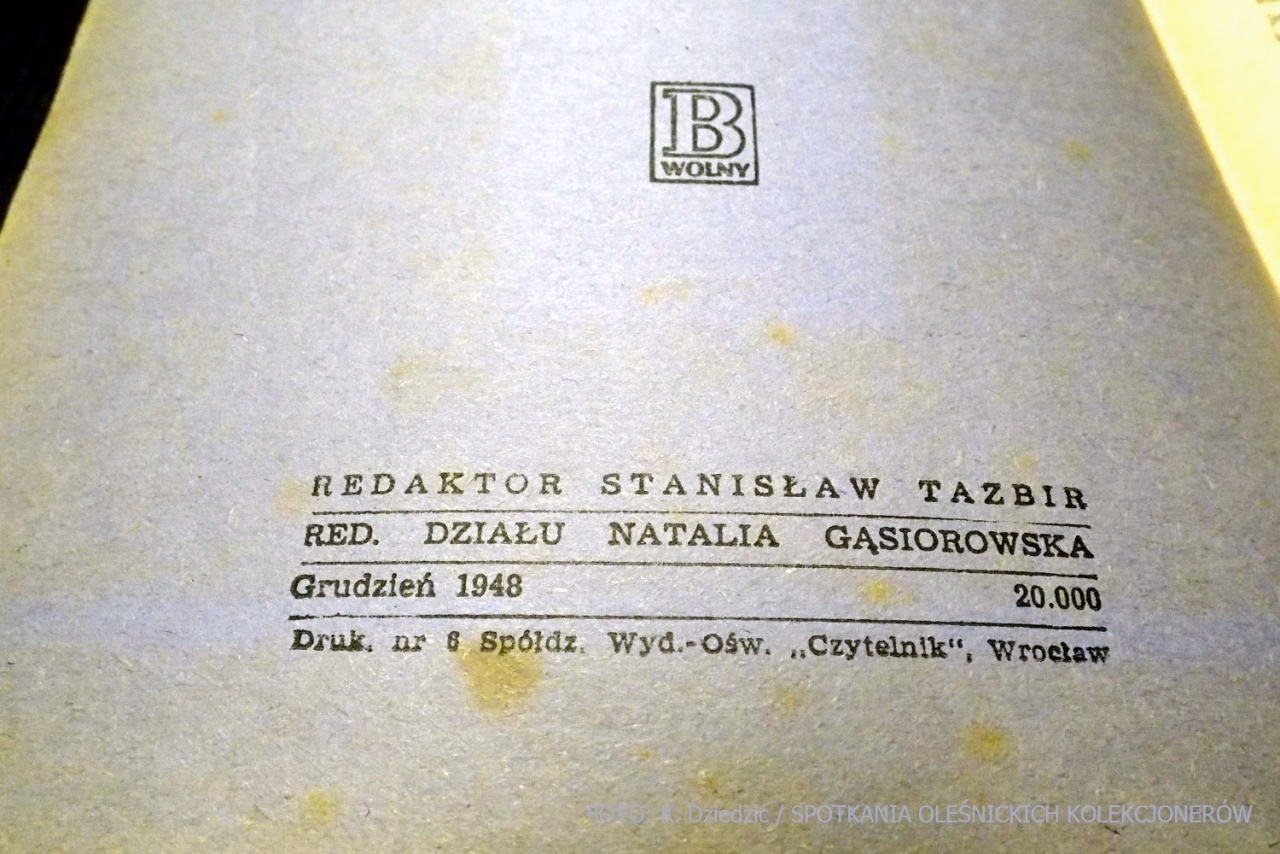 B
WOLNY
REDAKTOR STANISŁAW TAZBIR
RED. DZIAŁU NATALIA GĄSIOROWSKA
Grudzień 1948 20.000
Druk. nr 6 Spółdz. Wyd.-Ośw. „Czytelnik“, Wrocław
FOTO: K. Dziedzic / SPOTKANIA OLEŚNICKICH KOLEKCJONERÓW